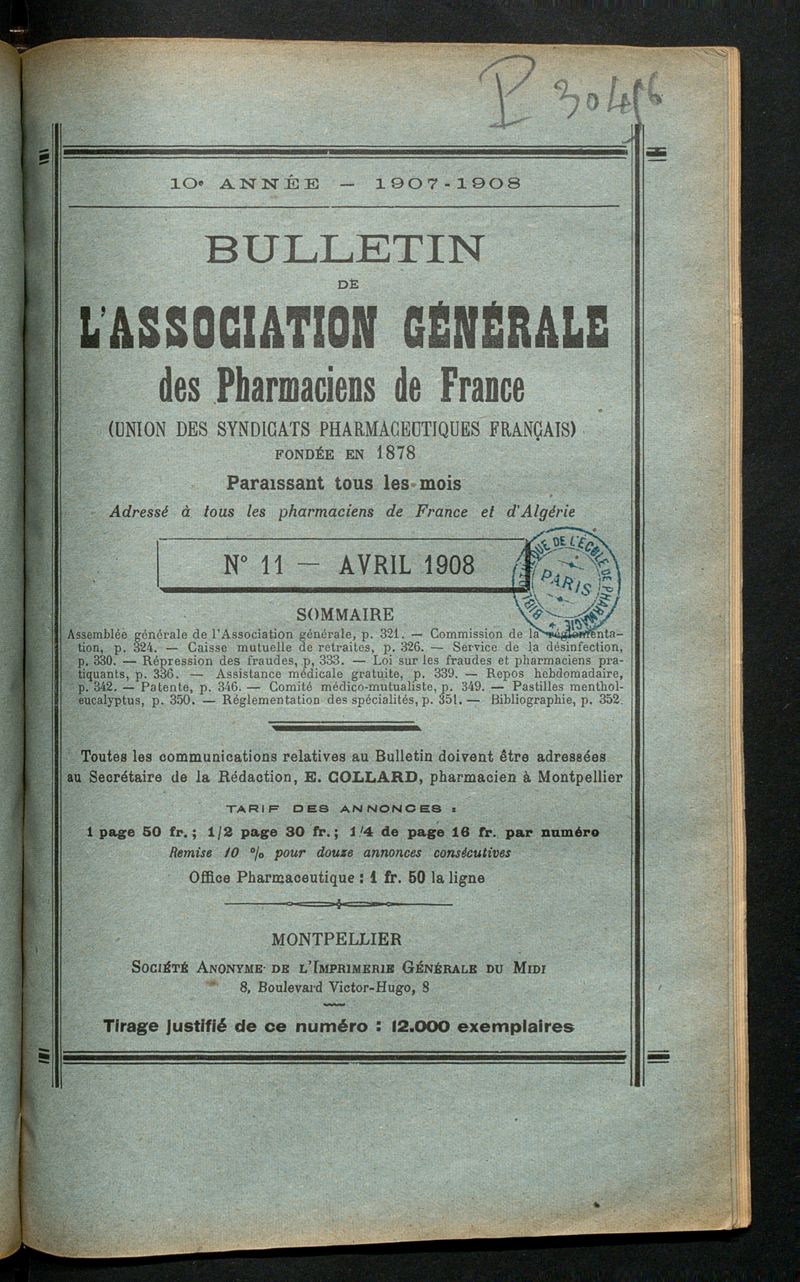 P 30416
10e ANNÉE — 1907-1908
BULLETIN
DE
L'ASSOCIATION GÉNÉRALE
des Pharmaciens de France
(UNION DES SYNDICATS PHARMACEUTIQUES FRANÇAIS)
FONDÉE EN 1878
Paraissant tous les mois
Adressé à tous les pharmaciens de France et d'Algérie
N° 11 — AVRIL 1908
BIBLIOTHÈQUE DE L'ÉCOLE DE PHARMACIE
PARIS
SOMMAIRE
Assemblée générale de l'Association générale, p. 321. — Commission de la réglementa-
tion, p. 324. — Caisse mutuelle de retraites, p. 326. — Service de la désinfection,
p. 330. — Répression des fraudes, p, 333. — Loi sur les fraudes et pharmaciens pra-
tiquants, p. 336. — Assistance médicale gratuite, p. 339. — Repos hebdomadaire,
p. 342. — Patente, p. 346. — Comité médico-mutualiste, p. 349. — Pastilles menthol-
eucalyptus, p. 350. — Réglementation des spécialités, p. 351. — Bibliographie, p. 352.
Toutes les communications relatives au Bulletin doivent être adressées
au Secrétaire de la Rédaction, E. COLLARD, pharmacien à Montpellier
TARIF DES ANNONCES :
1 page 50 fr. ; 1/2 page 30 fr. ; 1/4 de page 16 fr. par numéro
Remise 10 % pour douze annonces consécutives
Office Pharmaceutique : 1 fr. 50 la ligne
MONTPELLIER
SOCIÉTÉ ANONYME DE L'IMPRIMERIE GÉNÉRALE DU MIDI
8, Boulevard Victor-Hugo, 8
Tirage justifié de ce numéro : 12.000 exemplaires